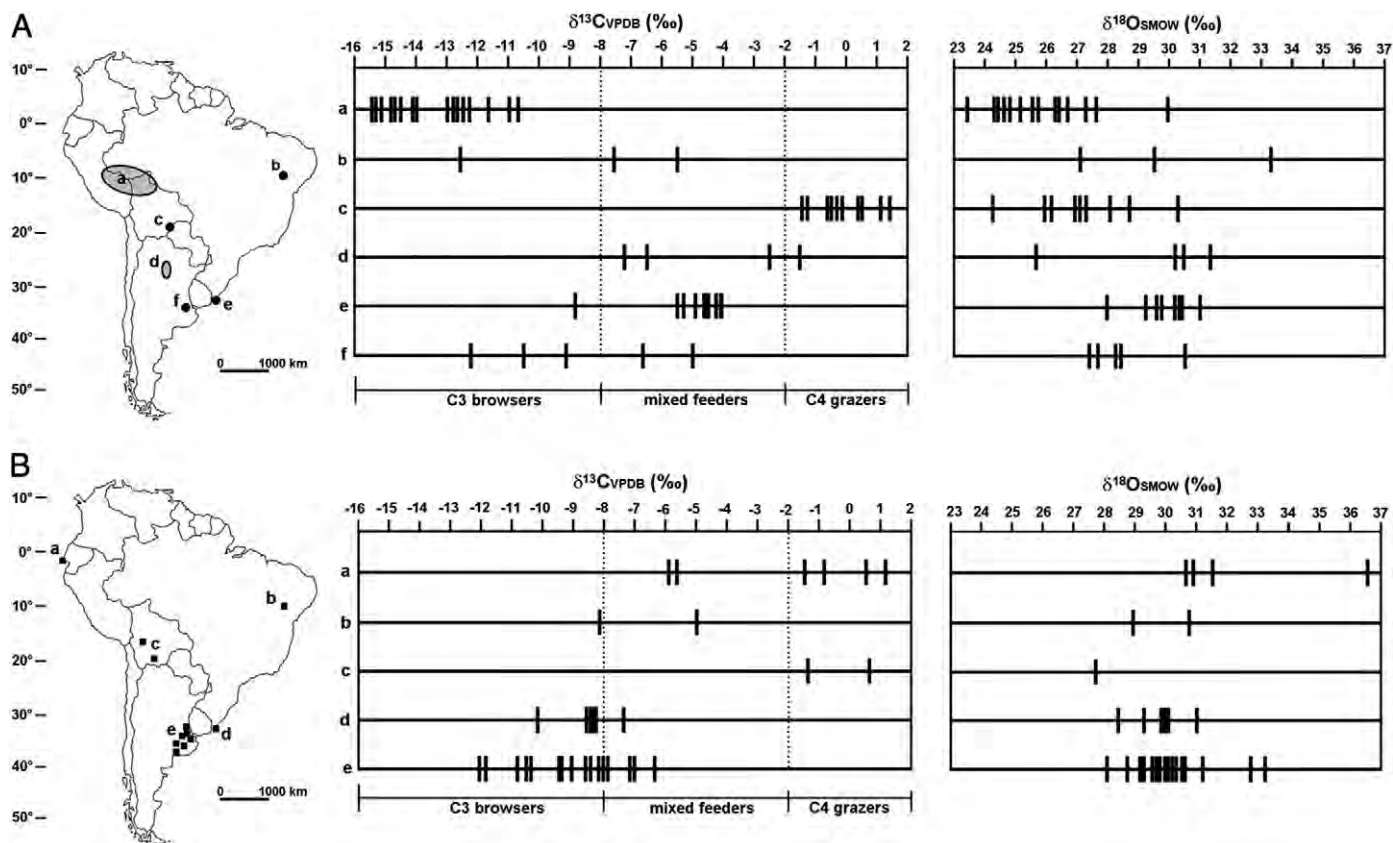 A
δ13CVPDB (‰)
δ18OSMOW (‰)
-16 -15 -14 -13 -12 -11 -10 -9 -8 -7 -6 -5 -4 -3 -2 -1 0 1 2
23 24 25 26 27 28 29 30 31 32 33 34 35 36 37
10°
0°
10°
20°
30°
40°
50°
a
b
c
d
f
e
0 1000 km
a
b
c
d
e
f
C3 browsers mixed feeders C4 grazers
B
δ13CVPDB (‰)
δ18OSMOW (‰)
-16 -15 -14 -13 -12 -11 -10 -9 -8 -7 -6 -5 -4 -3 -2 -1 0 1 2
23 24 25 26 27 28 29 30 31 32 33 34 35 36 37
10°
0°
10°
20°
30°
40°
50°
a
b
c
e
d
0 1000 km
a
b
c
d
e
C3 browsers mixed feeders C4 grazers